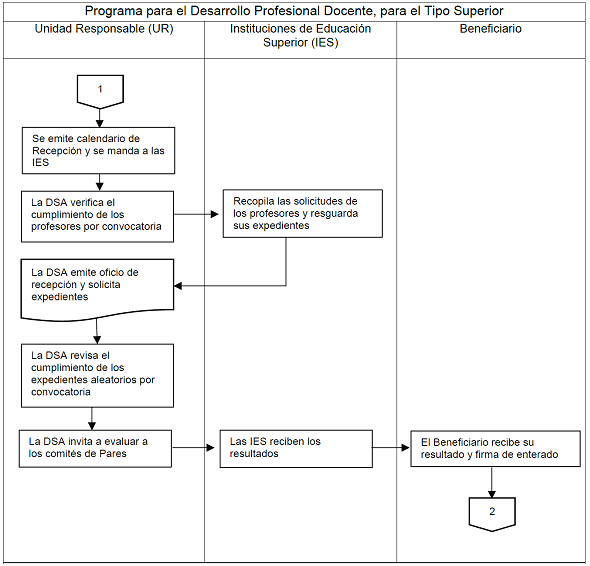 Programa para el Desarrollo Profesional Docente, para el Tipo Superior
Unidad Responsable (UR)
Instituciones de Educación
Superior (IES)
Beneficiario
1
Se emite calendario de
Recepción y se manda a las
IES
La DSA verifica el
cumplimiento de los
profesores por convocatoria
Recopila las solicitudes de
los profesores y resguarda
sus expedientes
La DSA emite oficio de
recepción y solicita
expedientes
La DSA revisa el
cumplimiento de los
expedientes aleatorios por
convocatoria
La DSA invita a evaluar a
los comités de Pares
Las IES reciben los
resultados
El Beneficiario recibe su
resultado y firma de enterado
2